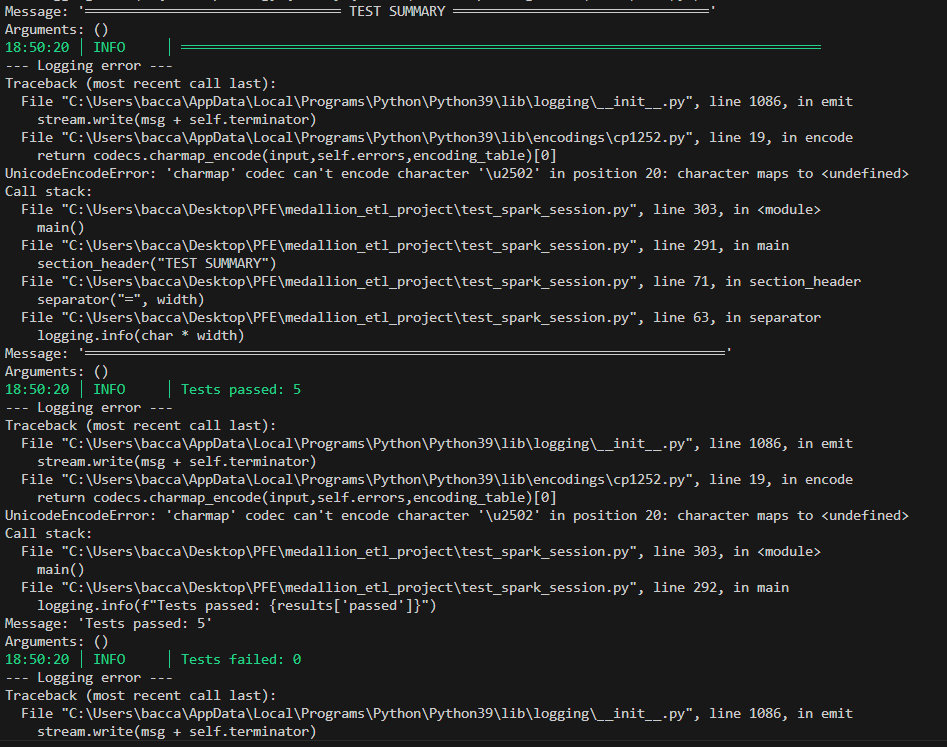 Message: '════════════════════════════════ TEST SUMMARY ════════════════════════════════'
Arguments: ()
18:50:20 │ INFO     │ ════════════════════════════════════════════════════════════════════════════════
--- Logging error ---
Traceback (most recent call last):
  File "C:\Users\bacca\AppData\Local\Programs\Python\Python39\lib\logging\__init__.py", line 1086, in emit
    stream.write(msg + self.terminator)
  File "C:\Users\bacca\AppData\Local\Programs\Python\Python39\lib\encodings\cp1252.py", line 19, in encode
    return codecs.charmap_encode(input,self.errors,encoding_table)[0]
UnicodeEncodeError: 'charmap' codec can't encode character '\u2502' in position 20: character maps to <undefined>
Call stack:
  File "C:\Users\bacca\Desktop\PFE\medallion_etl_project\test_spark_session.py", line 303, in <module>
    main()
  File "C:\Users\bacca\Desktop\PFE\medallion_etl_project\test_spark_session.py", line 291, in main
    section_header("TEST SUMMARY")
  File "C:\Users\bacca\Desktop\PFE\medallion_etl_project\test_spark_session.py", line 71, in section_header
    separator("═", width)
  File "C:\Users\bacca\Desktop\PFE\medallion_etl_project\test_spark_session.py", line 63, in separator
    logging.info(char * width)
Message: '════════════════════════════════════════════════════════════════════════════════'
Arguments: ()
18:50:20 │ INFO     │ Tests passed: 5
--- Logging error ---
Traceback (most recent call last):
  File "C:\Users\bacca\AppData\Local\Programs\Python\Python39\lib\logging\__init__.py", line 1086, in emit
    stream.write(msg + self.terminator)
  File "C:\Users\bacca\AppData\Local\Programs\Python\Python39\lib\encodings\cp1252.py", line 19, in encode
    return codecs.charmap_encode(input,self.errors,encoding_table)[0]
UnicodeEncodeError: 'charmap' codec can't encode character '\u2502' in position 20: character maps to <undefined>
Call stack:
  File "C:\Users\bacca\Desktop\PFE\medallion_etl_project\test_spark_session.py", line 303, in <module>
    main()
  File "C:\Users\bacca\Desktop\PFE\medallion_etl_project\test_spark_session.py", line 292, in main
    logging.info(f"Tests passed: {results['passed']}")
Message: 'Tests passed: 5'
Arguments: ()
18:50:20 │ INFO     │ Tests failed: 0
--- Logging error ---
Traceback (most recent call last):
  File "C:\Users\bacca\AppData\Local\Programs\Python\Python39\lib\logging\__init__.py", line 1086, in emit
    stream.write(msg + self.terminator)